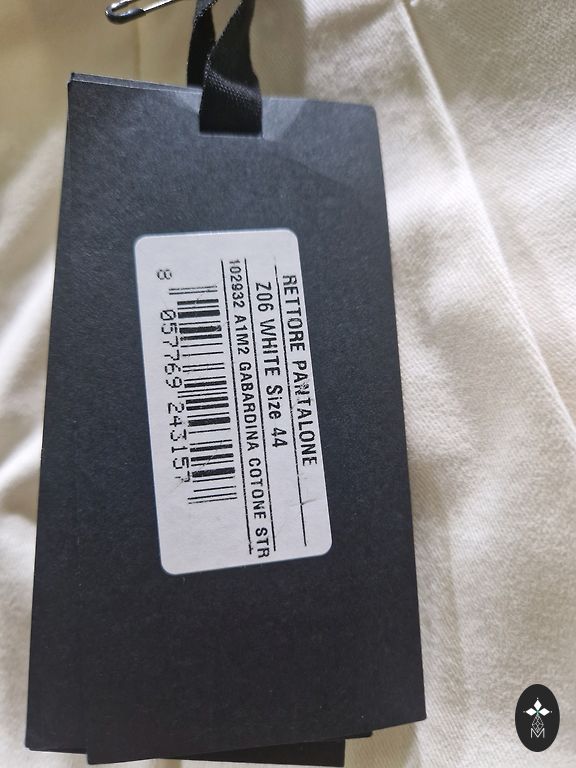 RETTORE PANTALONE
Z06 WHITE Size 44
102932 A1M2 GABARDINA COTONE STR
8 057769 243157
M